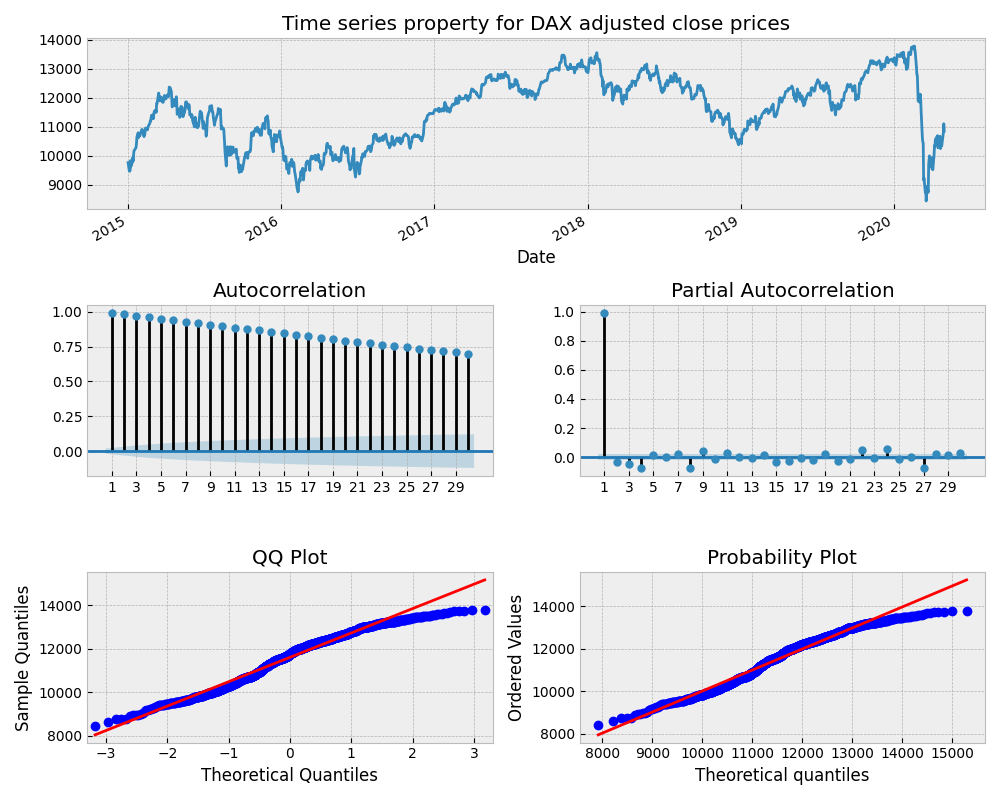 Time series property for DAX adjusted close prices
14000
13000
12000
11000
10000
9000
2015 2016 2017 2018 2019 2020
Date
Autocorrelation
1.00
0.75
0.50
0.25
0.00
1 3 5 7 9 11 13 15 17 19 21 23 25 27 29
Partial Autocorrelation
1.0
0.8
0.6
0.4
0.2
0.0
1 3 5 7 9 11 13 15 17 19 21 23 25 27 29
QQ Plot
Sample Quantiles
14000
12000
10000
8000
−3 −2 −1 0 1 2 3
Theoretical Quantiles
Probability Plot
Ordered Values
14000
12000
10000
8000
8000 9000 10000 11000 12000 13000 14000 15000
Theoretical quantiles